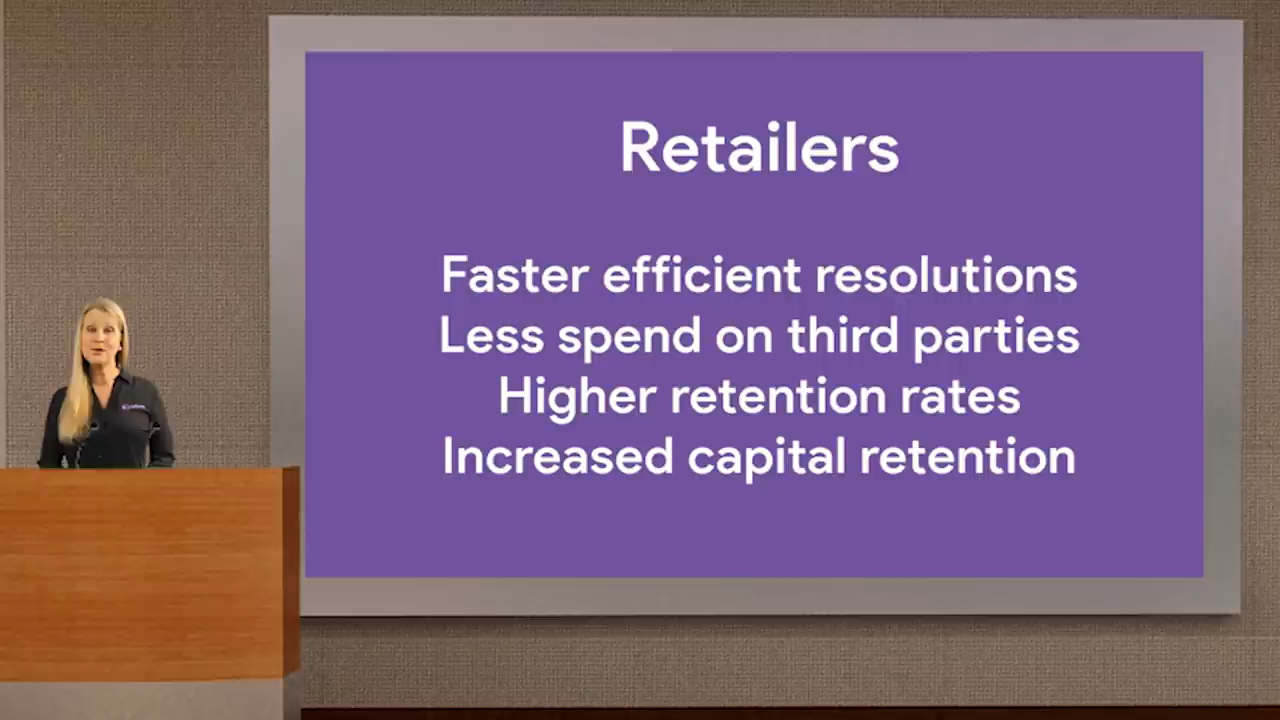 Retailers
Faster efficient resolutions
Less spend on third parties
Higher retention rates
Increased capital retention